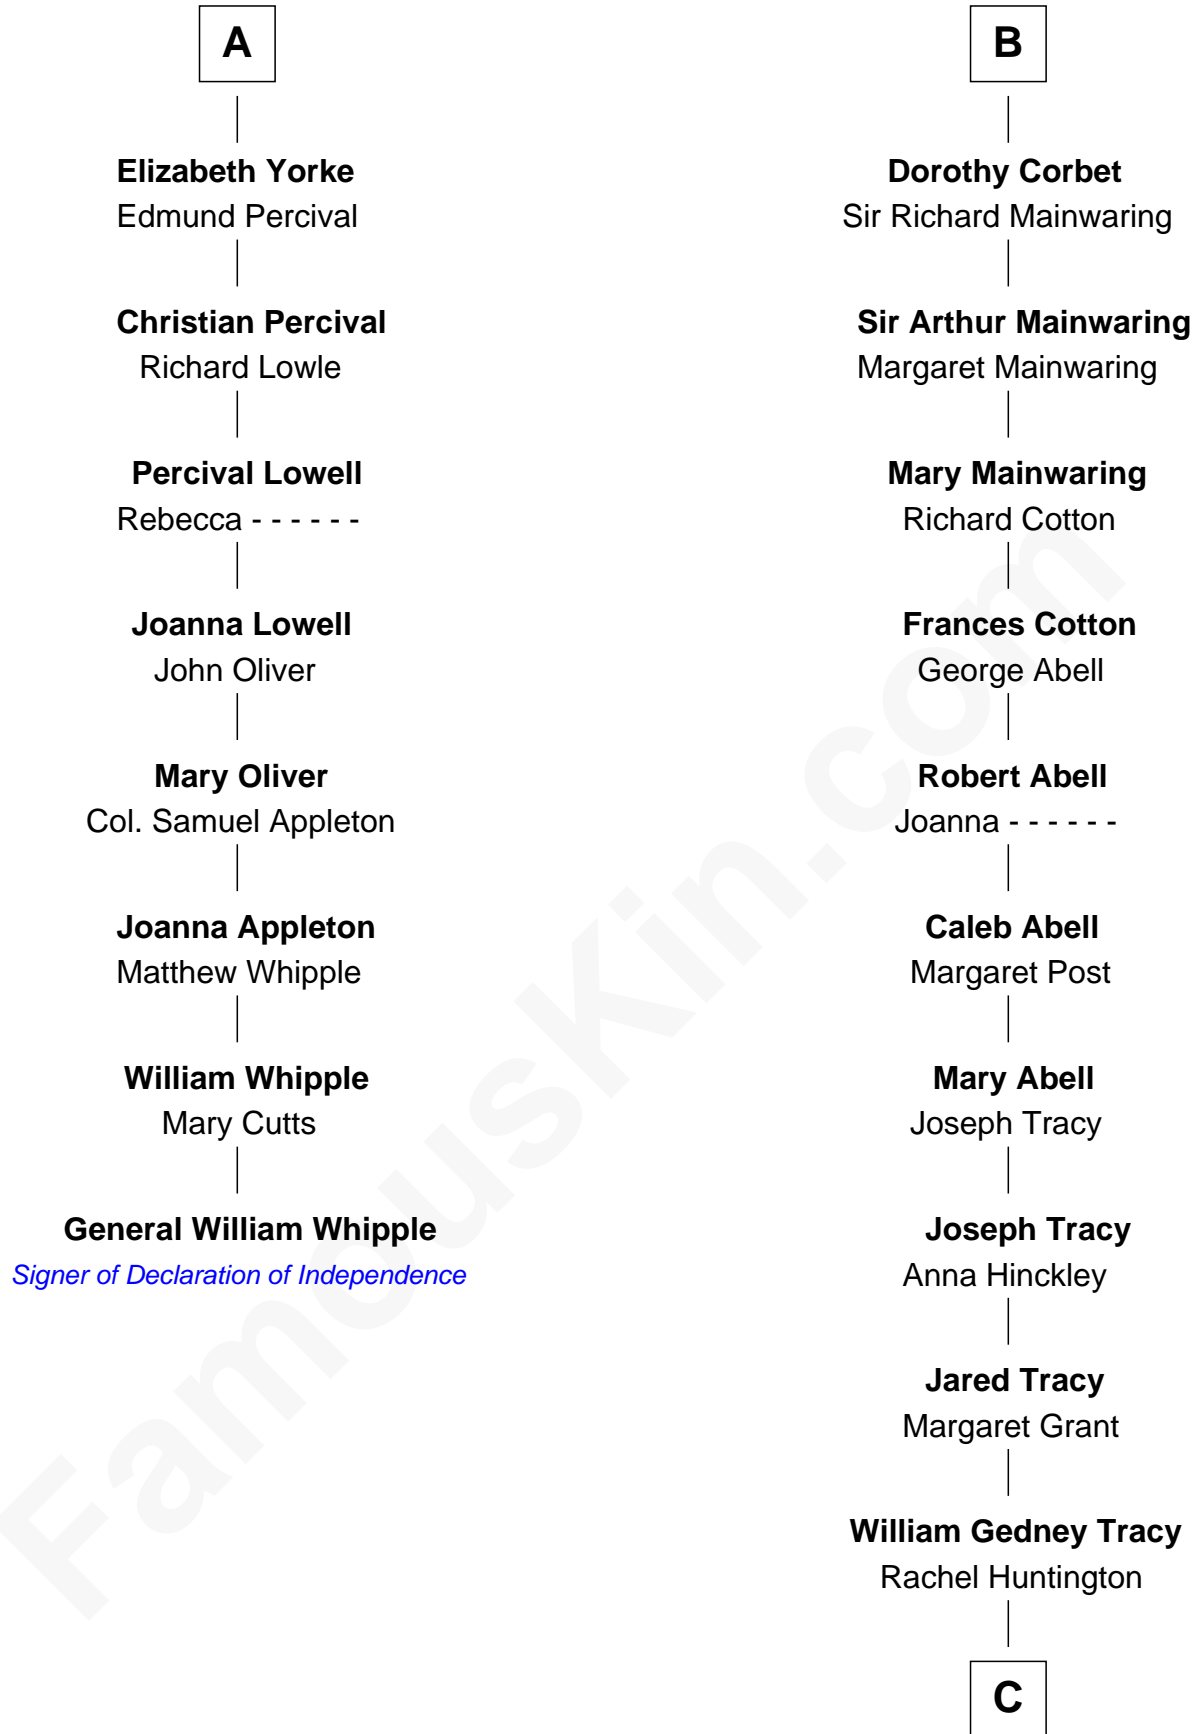 A
Elizabeth Yorke
Edmund Percival
Christian Percival
Richard Lowle
Percival Lowell
Rebecca - - - - - -
Joanna Lowell
John Oliver
Mary Oliver
Col. Samuel Appleton
Joanna Appleton
Matthew Whipple
William Whipple
Mary Cutts
General William Whipple
Signer of Declaration of Independence
B
Dorothy Corbet
Sir Richard Mainwaring
Sir Arthur Mainwaring
Margaret Mainwaring
Mary Mainwaring
Richard Cotton
Frances Cotton
George Abell
Robert Abell
Joanna - - - - - -
Caleb Abell
Margaret Post
Mary Abell
Joseph Tracy
Joseph Tracy
Anna Hinckley
Jared Tracy
Margaret Grant
William Gedney Tracy
Rachel Huntington
C
FamousKin.com